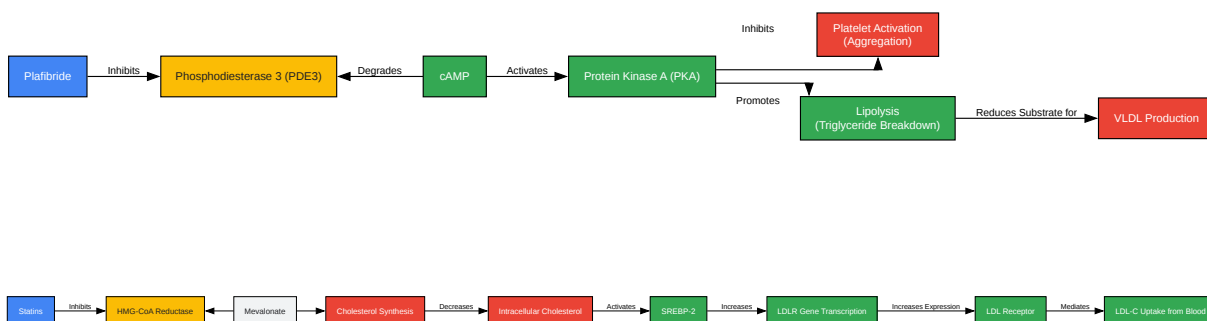 Inhibits
Platelet Activation
(Aggregation)
Plafibride
Inhibits
Phosphodiesterase 3 (PDE3)
Degrades
cAMP
Activates
Protein Kinase A (PKA)
Promotes
Lipolysis
(Triglyceride Breakdown)
Reduces Substrate for
VLDL Production
Statins
Inhibits
HMG-CoA Reductase
Mevalonate
Cholesterol Synthesis
Decreases
Intracellular Cholesterol
Activates
SREBP-2
Increases
LDLR Gene Transcription
Increases Expression
LDL Receptor
Mediates
LDL-C Uptake from Blood